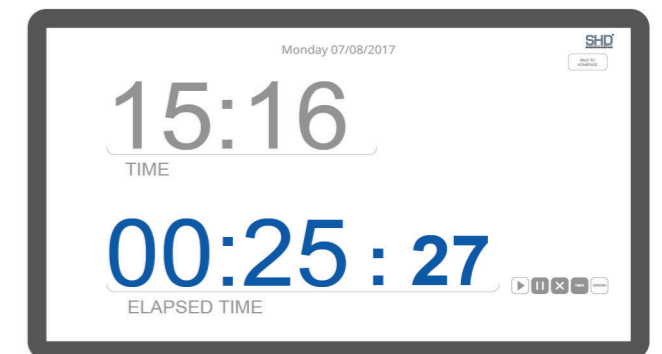 Monday 07/08/2017
SHD
BACK TO
HOMEPAGE
15:16
TIME
00:25 : 27
ELAPSED TIME